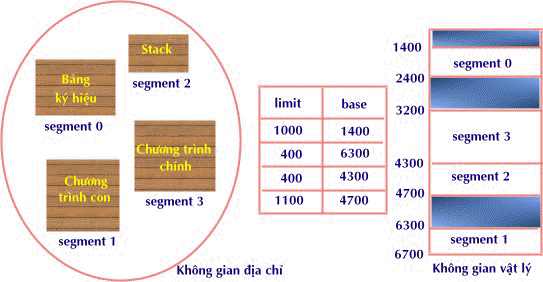 Stack
segment 2
Bảng
ký hiệu
segment 0
Chương trình
chính
segment 3
Chương
trình con
segment 1
Không gian địa chỉ
limit base
1000 1400
400 6300
400 4300
1100 4700
1400
segment 0
2400
3200
segment 3
4300
segment 2
4700
6300
segment 1
6700
Không gian vật lý